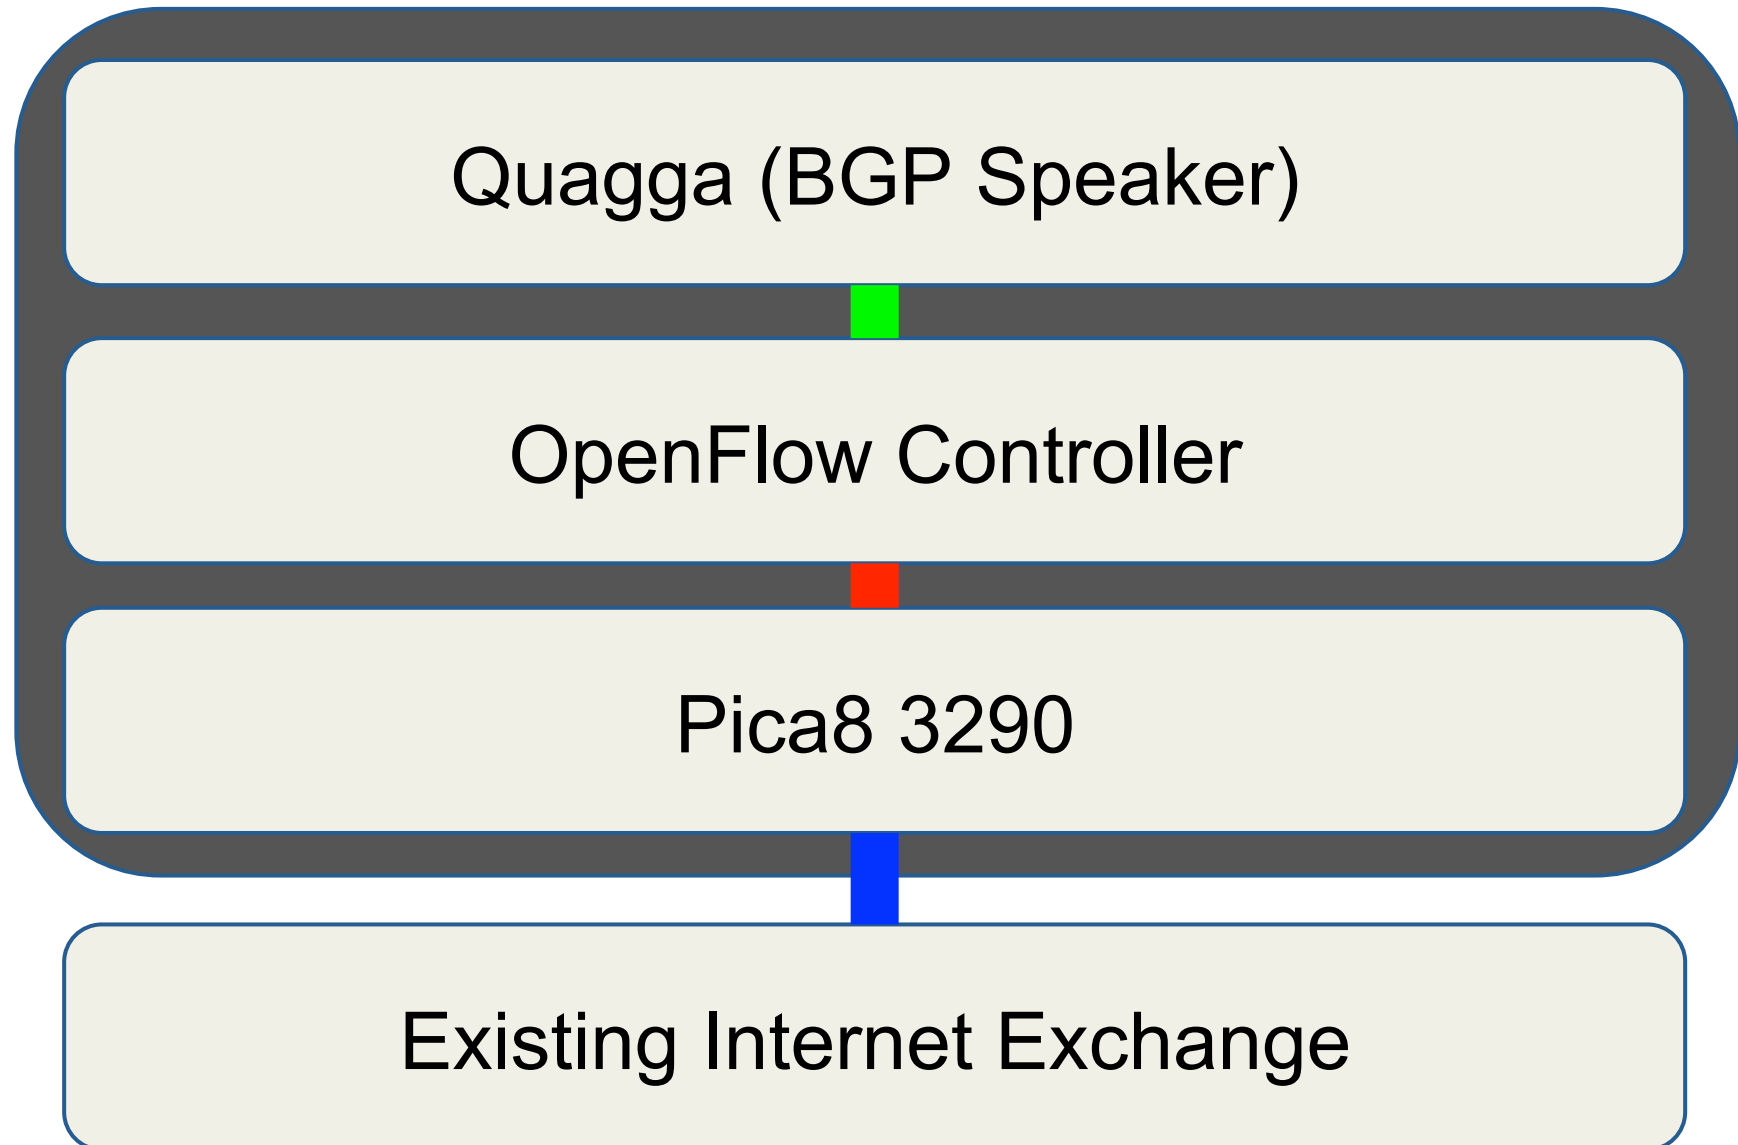 Quagga (BGP Speaker)
OpenFlow Controller
Pica8 3290
Existing Internet Exchange